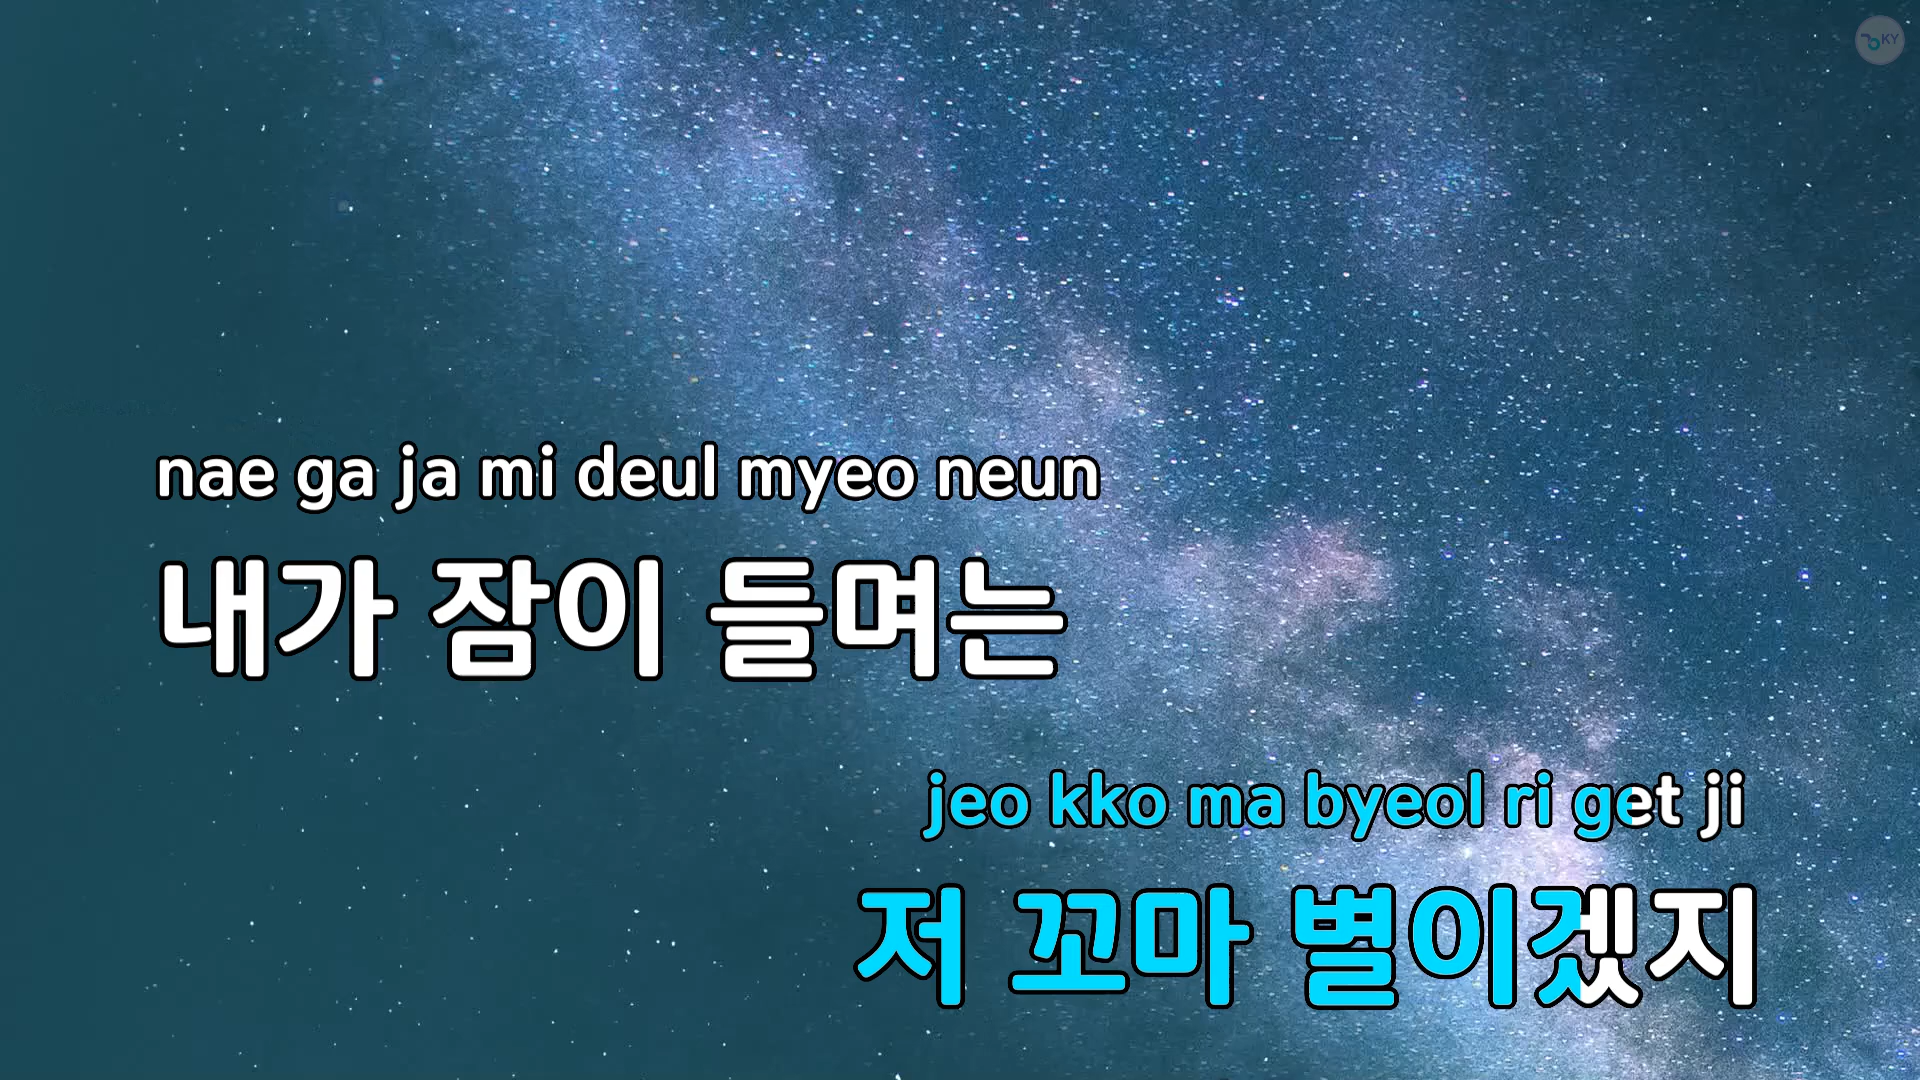 KY
nae ga ja mi deul myeo neun
내가 잠이 들며는
jeo kko ma byeol ri get ji
저 꼬마 별이겠지